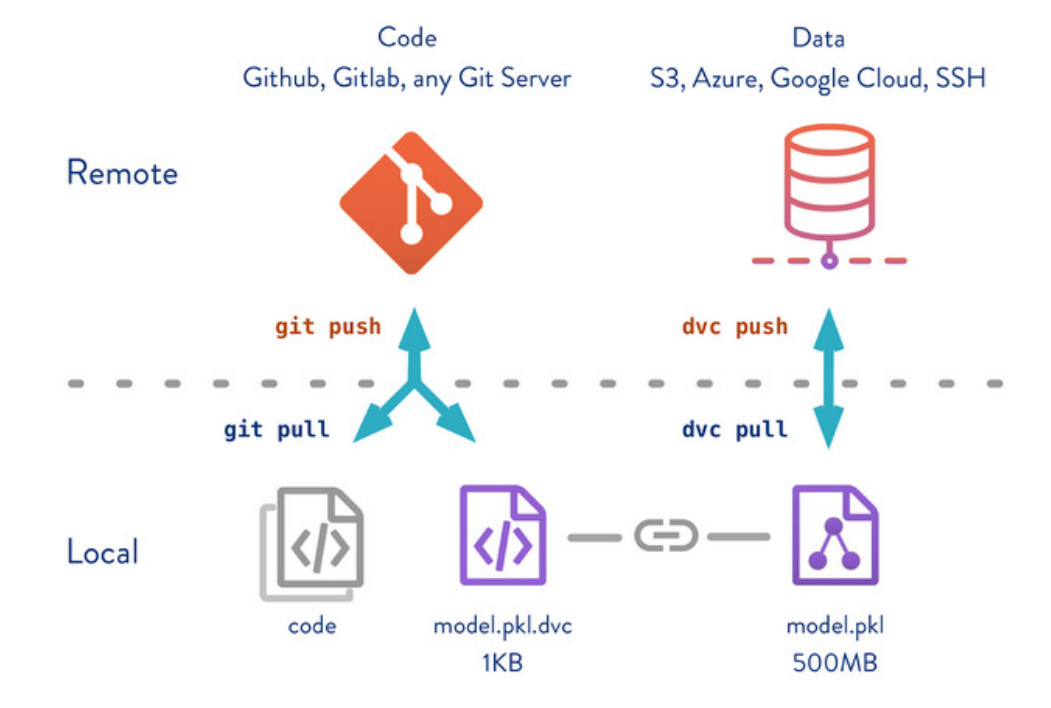 Code
Github, Gitlab, any Git Server
Data
S3, Azure, Google Cloud, SSH
Remote
git push
dvc push
git pull
dvc pull
Local
code
model.pkl.dvc
1KB
model.pkl
500MB